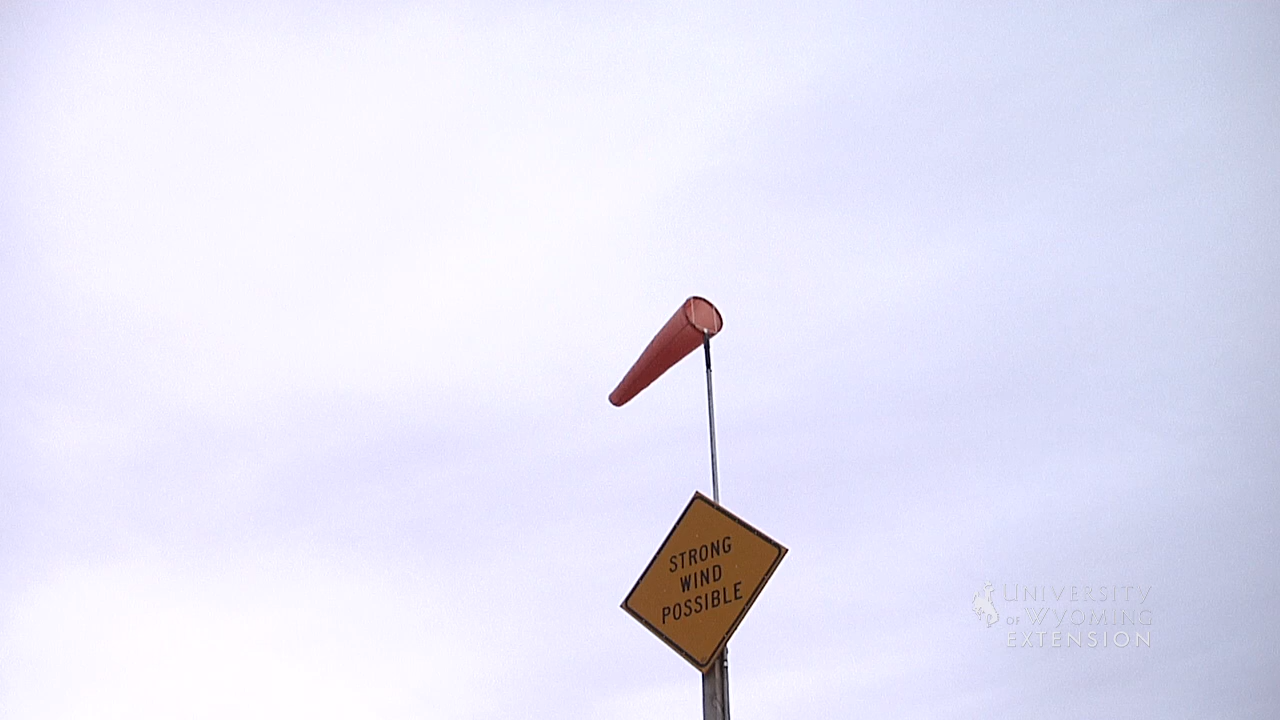 STRONG
WIND
POSSIBLE
UNIVERSITY
OF WYOMING
EXTENSION